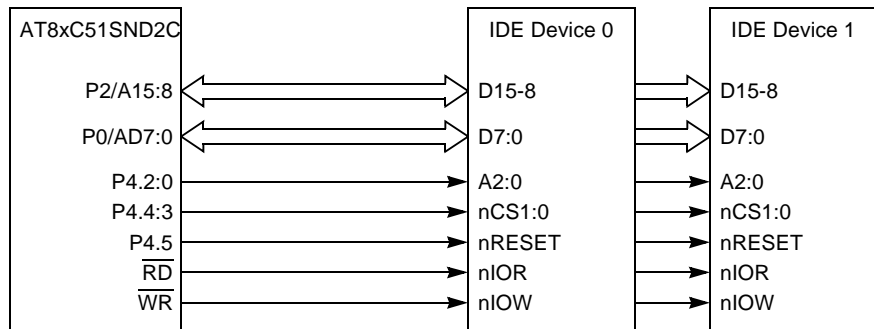 AT8xC51SND2C IDE Device 0 IDE Device 1
P2/A15:8 D15-8 D15-8
P0/AD7:0 D7:0 D7:0
P4.2:0 A2:0 A2:0
P4.4:3 nCS1:0 nCS1:0
P4.5 nRESET nRESET
RD nIOR nIOR
WR nIOW nIOW